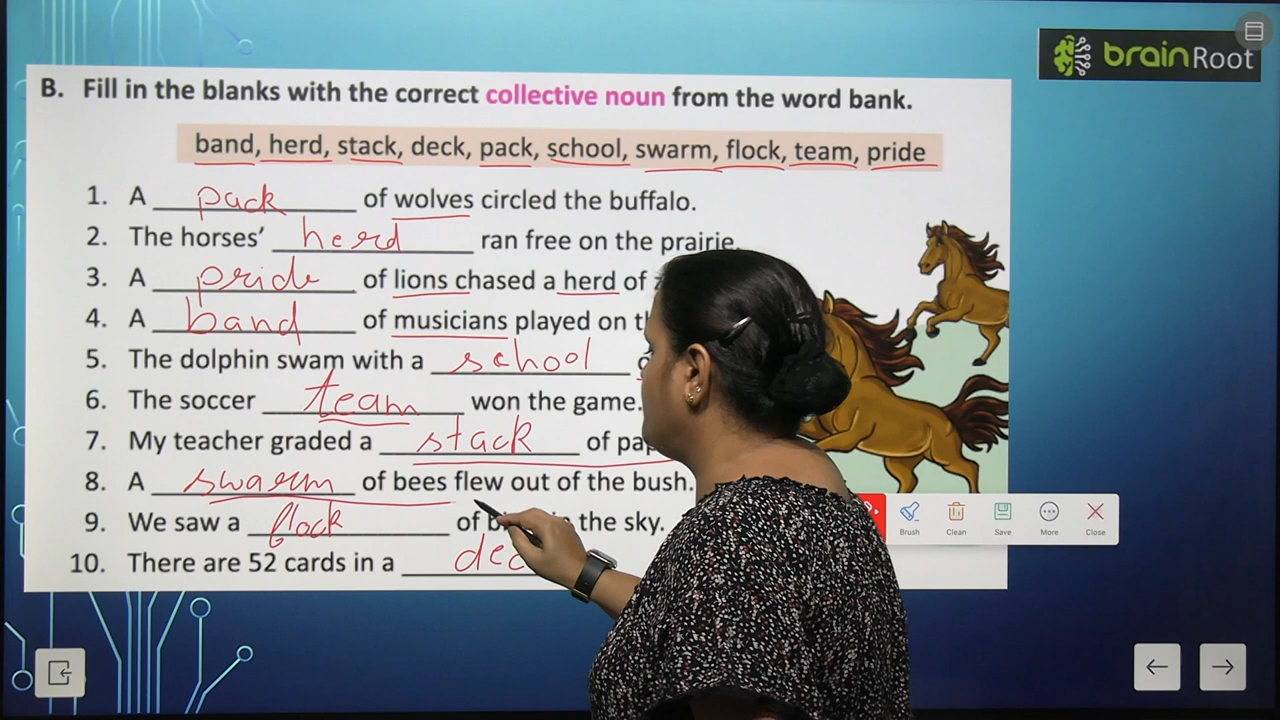 brainRoot
B. Fill in the blanks with the correct collective noun from the word bank.
band, herd, stack, deck, pack, school, swarm, flock, team, pride
1. A pack of wolves circled the buffalo.
2. The horses’ herd ran free on the prairie.
3. A pride of lions chased a herd of
4. A band of musicians played on
5. The dolphin swam with a school
6. The soccer team won the game.
7. My teacher graded a stack of
8. A swarm of bees flew out of the bush.
9. We saw a flock of in the sky.
10. There are 52 cards in a
Brush Clean Save More Close